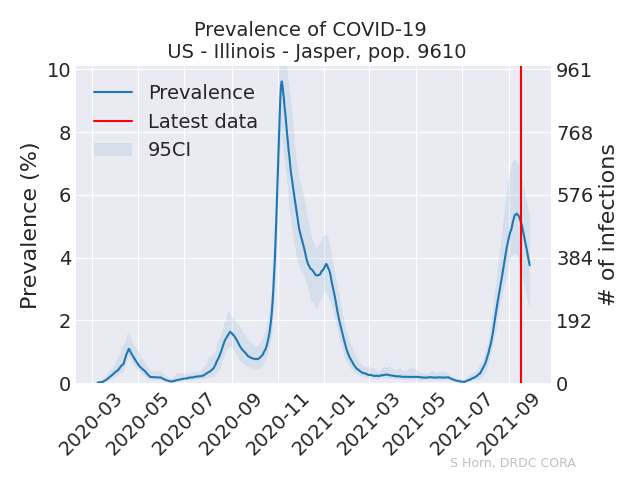 Prevalence of COVID-19
US - Illinois - Jasper, pop. 9610
Prevalence
Latest data
95CI
Prevalence (%)
10
8
6
4
2
0
961
768
576
384
192
0
# of infections
2020-03
2020-05
2020-07
2020-09
2020-11
2021-01
2021-03
2021-05
2021-07
2021-09
S Horn, DRDC CORA